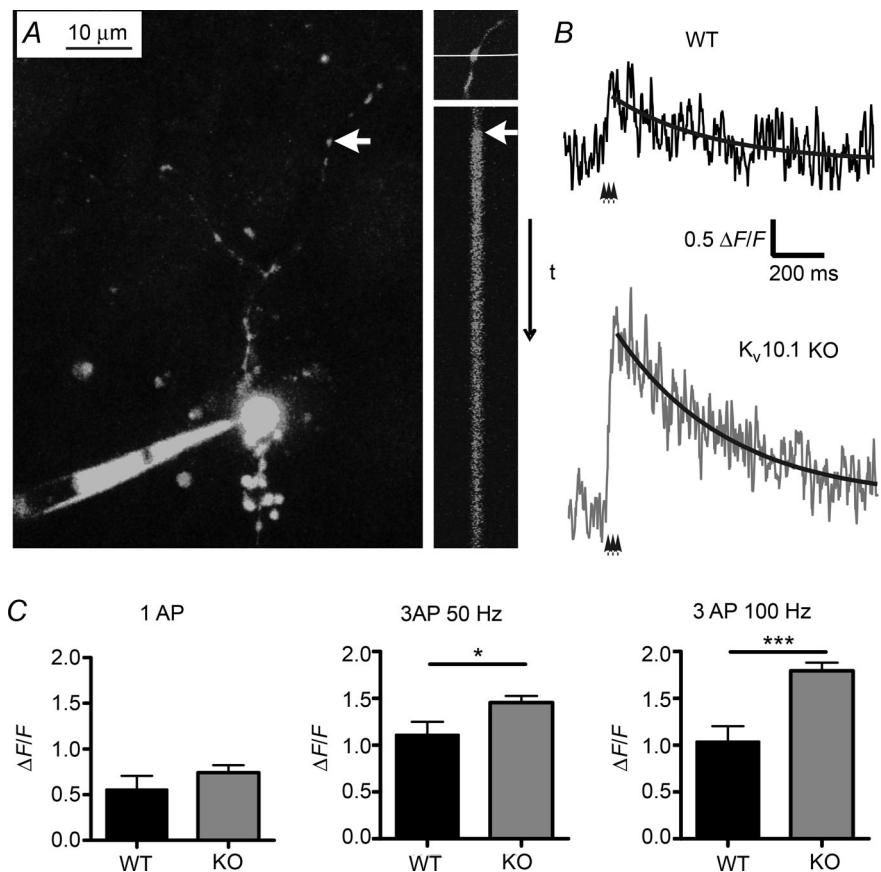 A
10 μm
t
B
WT
0.5 ΔF/F
200 ms
Kv10.1 KO
C
1 AP
2.0
1.5
1.0
0.5
0.0
ΔF/F
WT
KO
3AP 50 Hz
*
2.0
1.5
1.0
0.5
0.0
ΔF/F
WT
KO
3 AP 100 Hz
***
2.0
1.5
1.0
0.5
0.0
ΔF/F
WT
KO